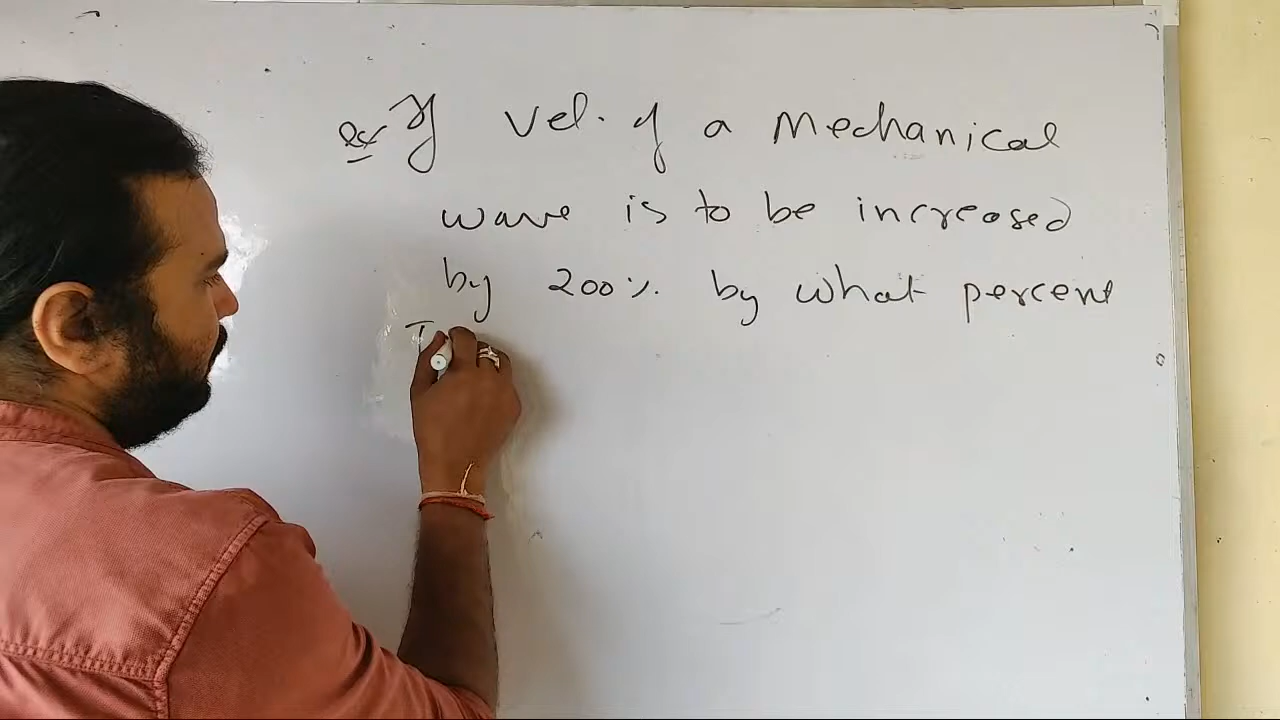 Ex If vel. of a Mechanical
wave is to be increased
by 200% by what percent
T